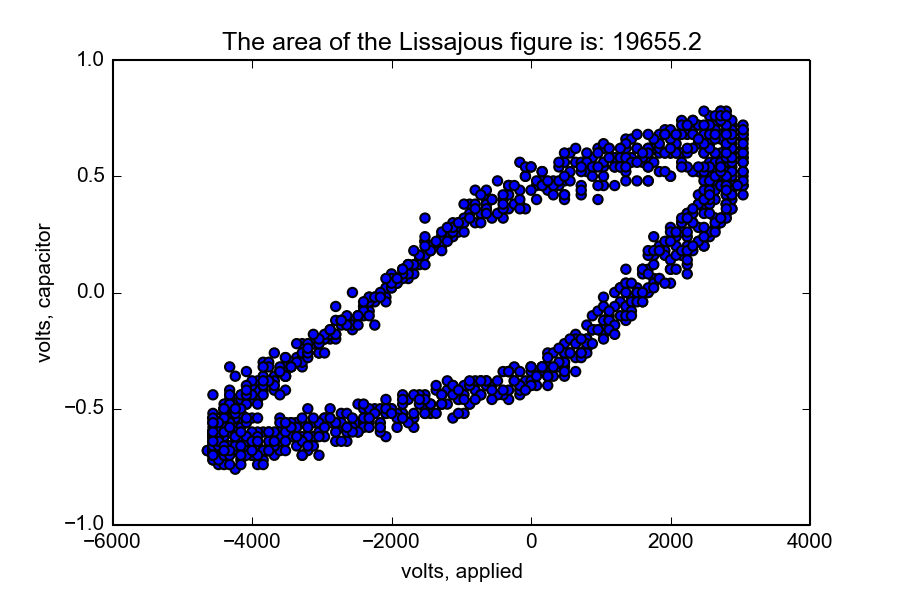 The area of the Lissajous figure is: 19655.2
1.0
0.5
0.0
−0.5
−1.0
volts, capacitor
−6000 −4000 −2000 0 2000 4000
volts, applied